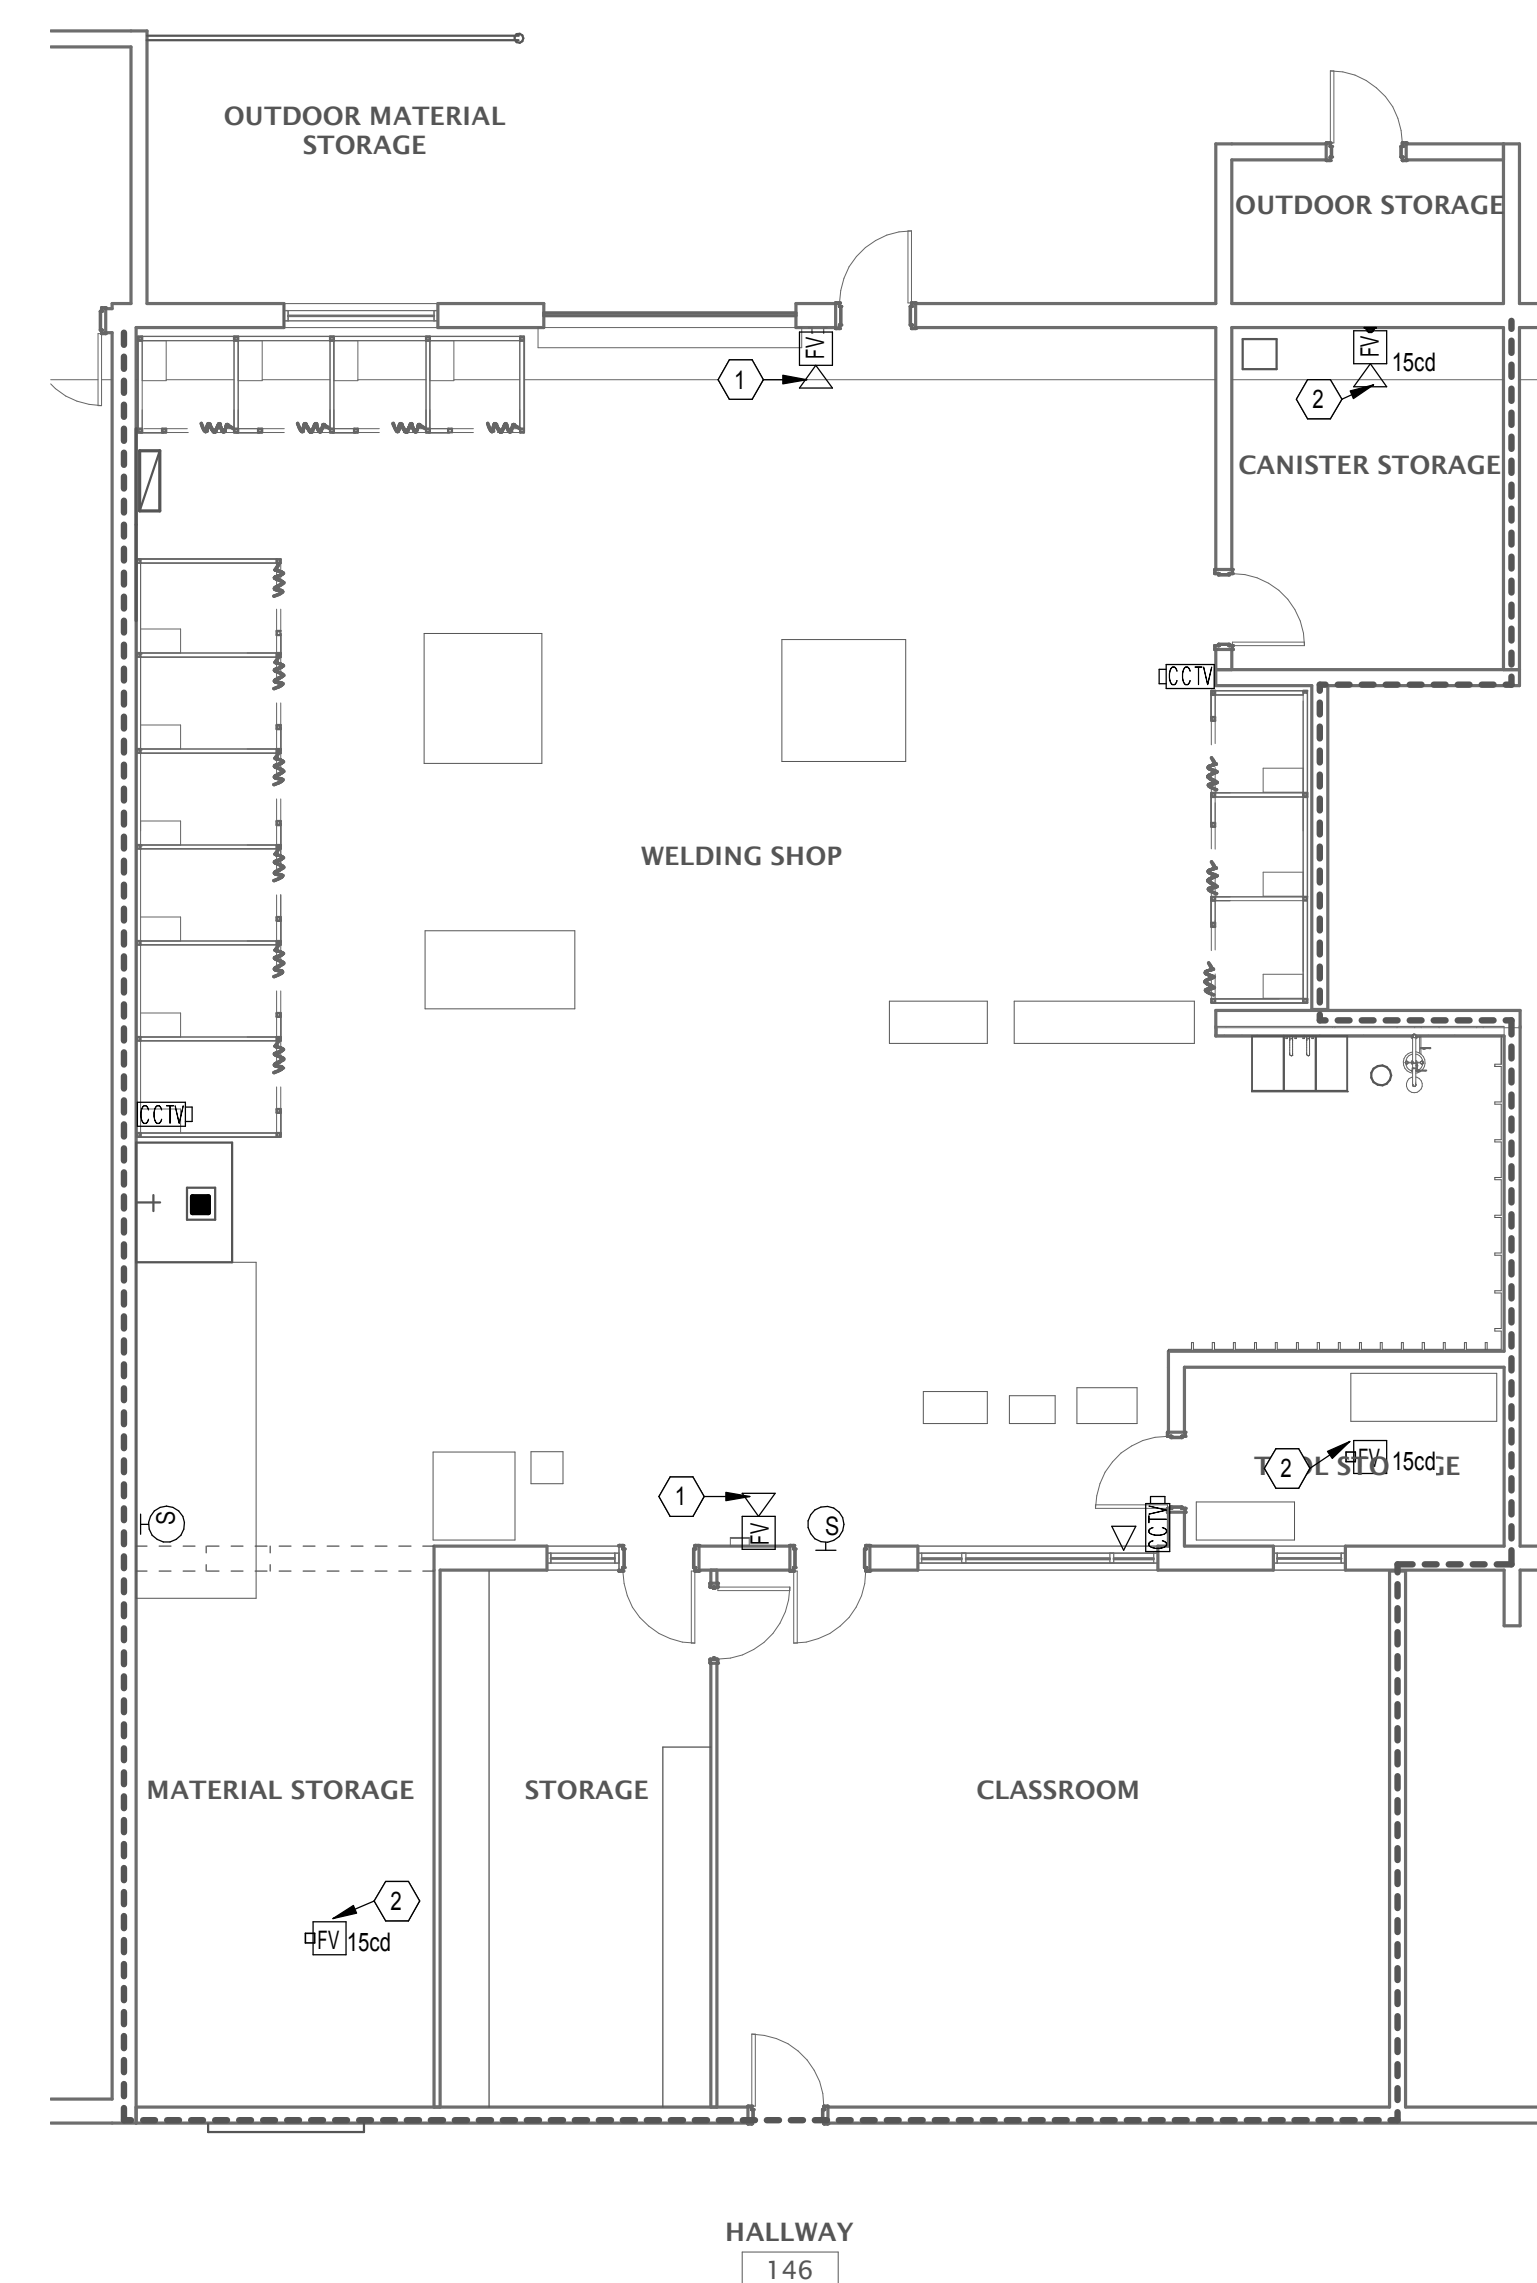 OUTDOOR MATERIAL
STORAGE
OUTDOOR STORAGE
FV
1
FV
15cd
2
CANISTER STORAGE
CCTV
WELDING SHOP
CCTV
FV
15cd
2
1
FV
S
S
CCTV
MATERIAL STORAGE
STORAGE
CLASSROOM
2
FV
15cd
HALLWAY
146